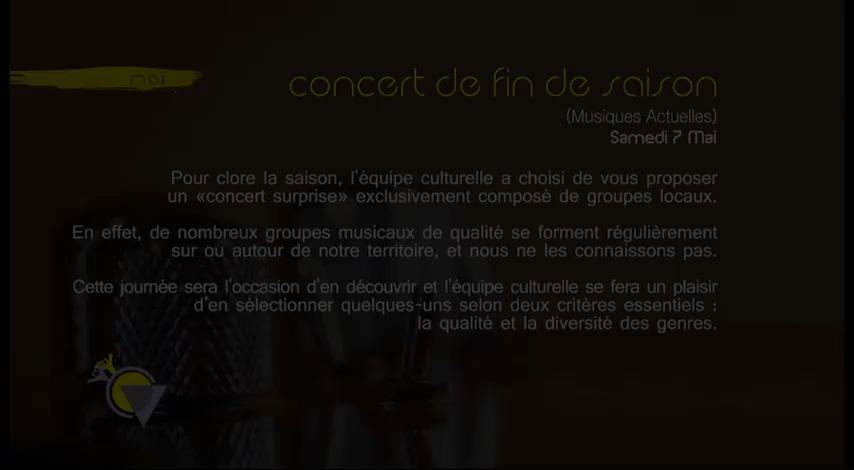 mai
concert de fin de saison
(Musiques Actuelles)
Samedi 7 Mai
Pour clore la saison, l'équipe culturelle a choisi de vous proposer
un «concert surprise» exclusivement composé de groupes locaux.
En effet, de nombreux groupes musicaux de qualité se forment régulièrement
sur ou autour de notre territoire, et nous ne les connaissons pas.
Cette journée sera l'occasion d'en découvrir et l'équipe culturelle se fera un plaisir
d'en sélectionner quelques-uns selon deux critères essentiels :
la qualité et la diversité des genres.